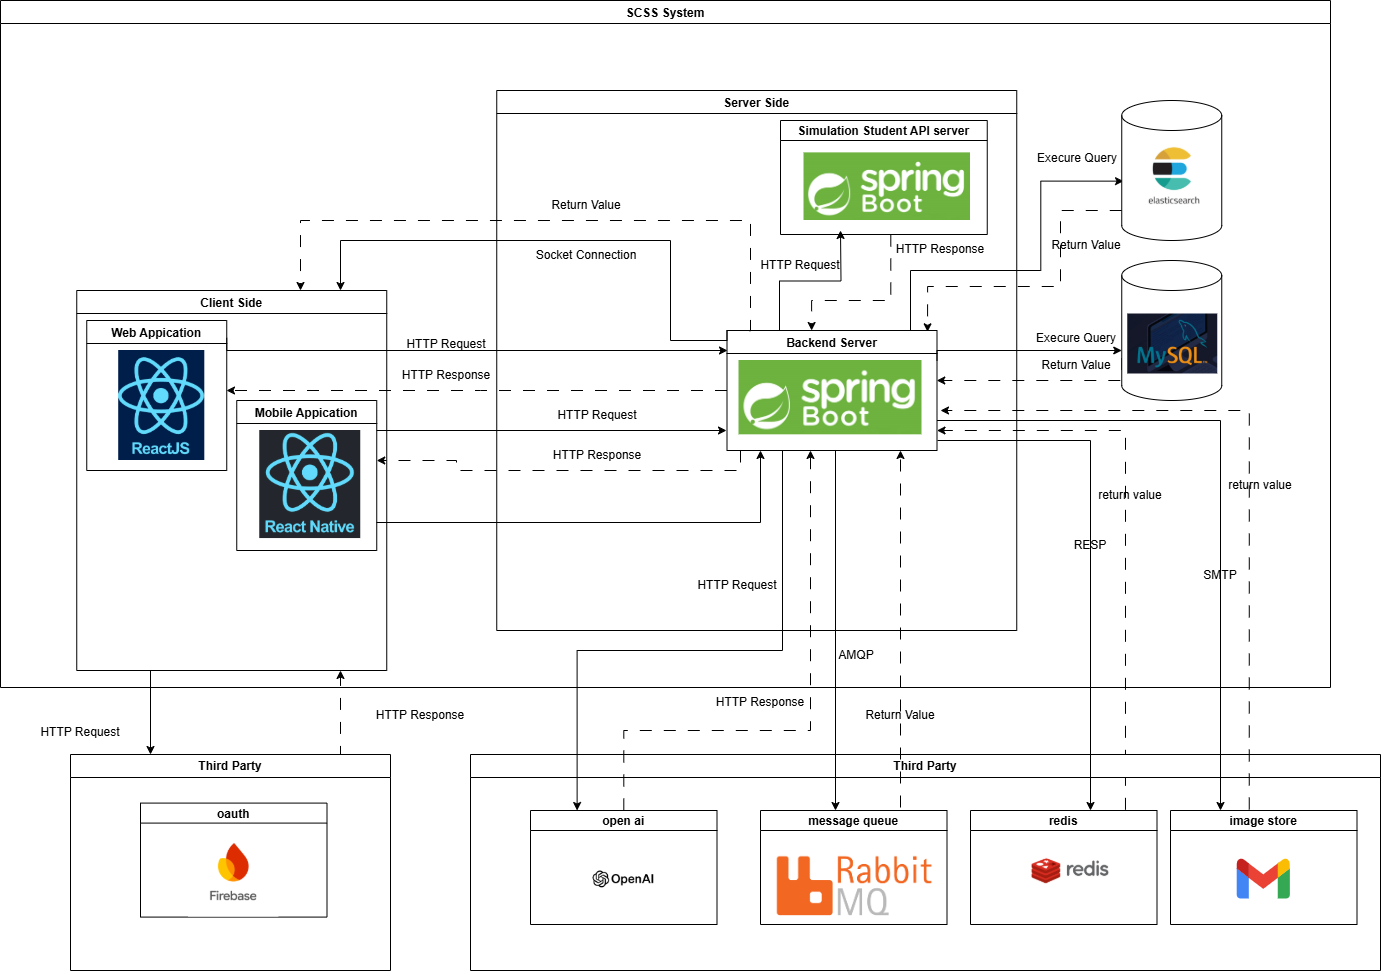 SCSS System
Server Side
Simulation Student API server
spring
Boot
Execure Query
elasticsearch
Return Value
Return Value
HTTP Response
Socket Connection
HTTP Request
Client Side
Web Appication
ReactJS
HTTP Request
HTTP Response
Backend Server
spring
Boot
Execure Query
Return Value
MySQL
Mobile Appication
React Native
HTTP Request
HTTP Response
return value
return value
RESP
SMTP
HTTP Request
AMQP
HTTP Response
Return Value
HTTP Request
HTTP Response
Third Party
oauth
Firebase
Third Party
open ai
OpenAI
message queue
Rabbit
MQ
redis
redis
image store